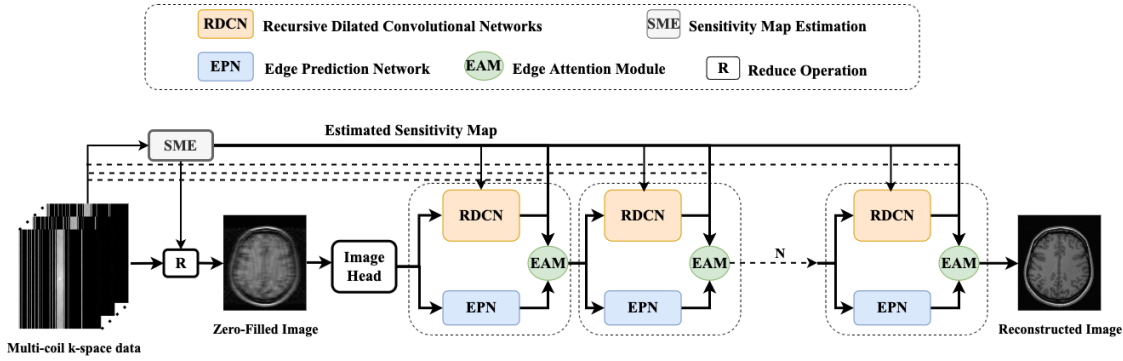 RDCN Recursive Dilated Convolutional Networks SME Sensitivity Map Estimation
EPN Edge Prediction Network EAM Edge Attention Module R Reduce Operation
Estimated Sensitivity Map
SME
RDCN RDCN RDCN
R Image Head EAM EAM N EAM
EPN EPN EPN
Zero-Filled Image Reconstructed Image
Multi-coil k-space data